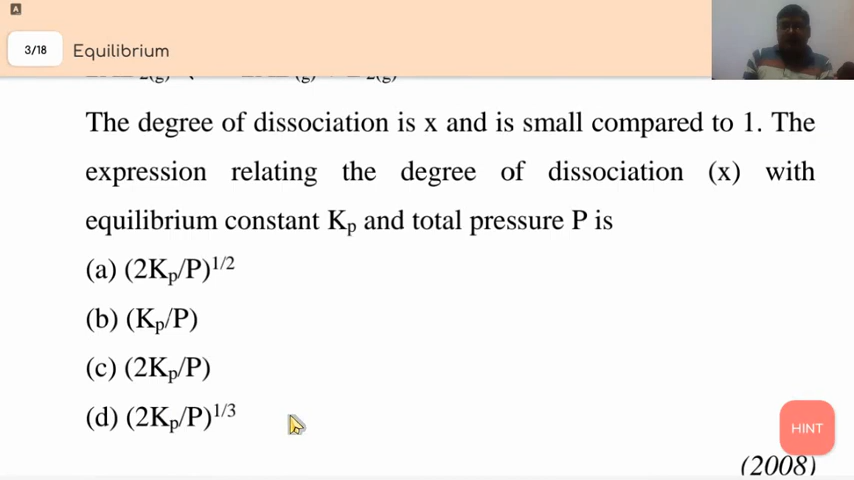 A
3/18
Equilibrium
The degree of dissociation is x and is small compared to 1. The
expression relating the degree of dissociation (x) with
equilibrium constant Kp and total pressure P is
(a) (2Kp/P)1/2
(b) (Kp/P)
(c) (2Kp/P)
(d) (2Kp/P)1/3
HINT
(2008)